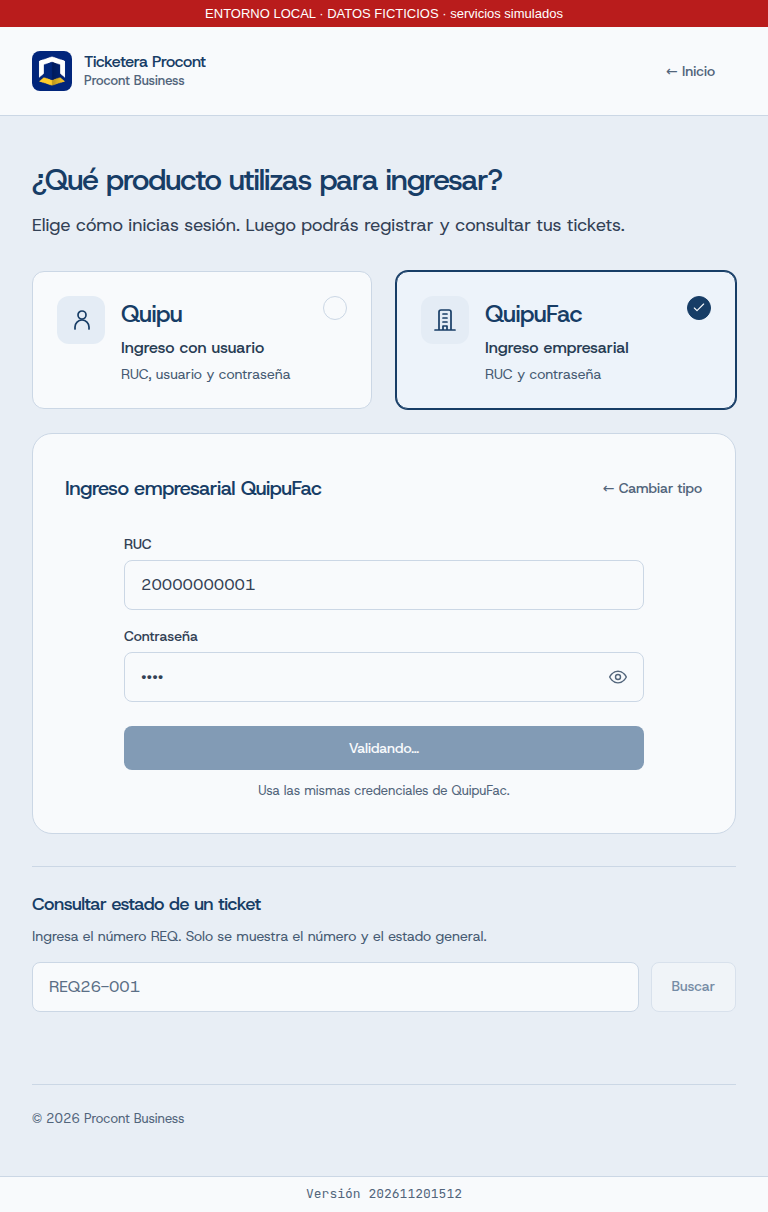 ENTORNO LOCAL · DATOS FICTICIOS · servicios simulados
Ticketera Procont
Procont Business
← Inicio
¿Qué producto utilizas para ingresar?
Elige cómo inicias sesión. Luego podrás registrar y consultar tus tickets.
Quipu
Ingreso con usuario
RUC, usuario y contraseña
QuipuFac
Ingreso empresarial
RUC y contraseña
Ingreso empresarial QuipuFac
← Cambiar tipo
RUC
20000000001
Contraseña
••••
Validando…
Usa las mismas credenciales de QuipuFac.
Consultar estado de un ticket
Ingresa el número REQ. Solo se muestra el número y el estado general.
REQ26-001
Buscar
© 2026 Procont Business
Versión 202611201512